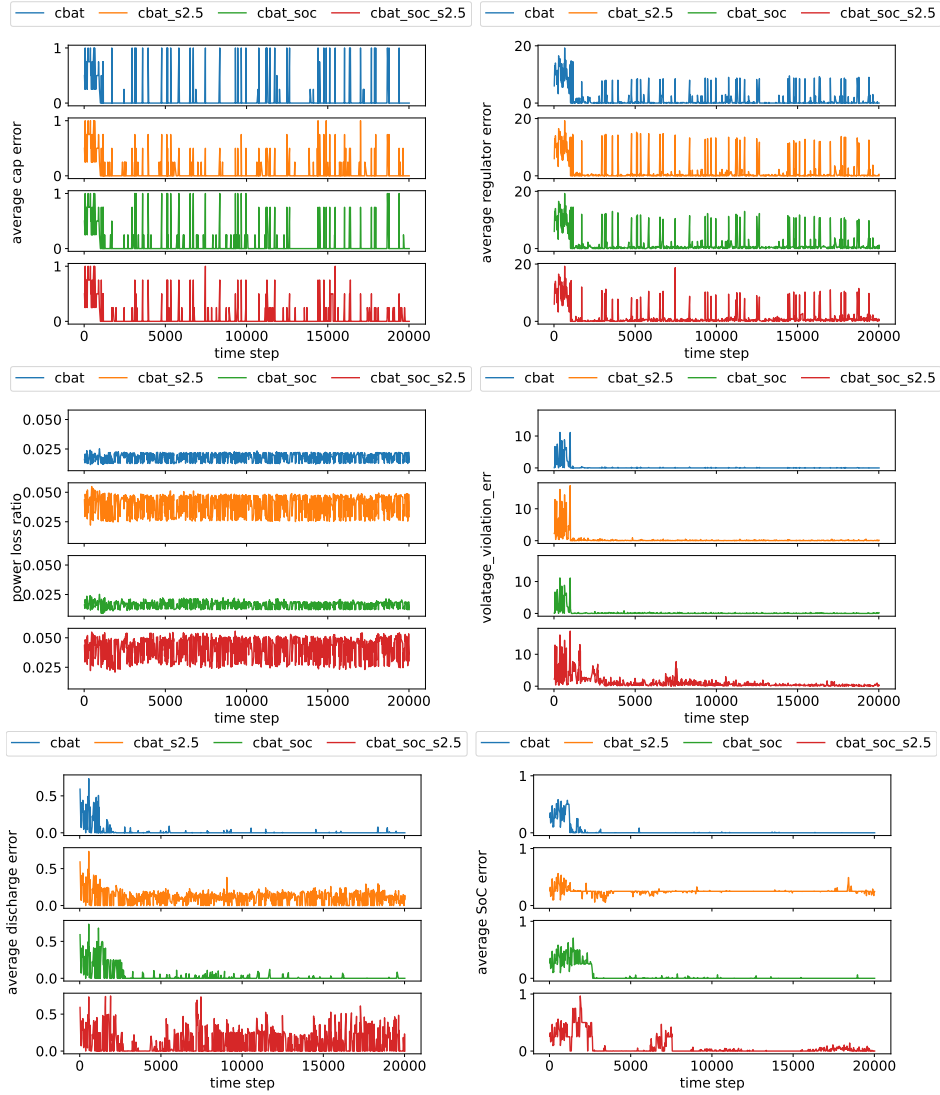 cbat cbat_s2.5 cbat_soc cbat_soc_s2.5
average cap error
1
0
1
0
1
0
1
0
0 5000 10000 15000 20000
time step
cbat cbat_s2.5 cbat_soc cbat_soc_s2.5
average regulator error
20
0
20
0
20
0
20
0
0 5000 10000 15000 20000
time step
cbat cbat_s2.5 cbat_soc cbat_soc_s2.5
power loss ratio
0.050
0.025
0.050
0.025
0.050
0.025
0.050
0.025
0 5000 10000 15000 20000
time step
cbat cbat_s2.5 cbat_soc cbat_soc_s2.5
volatage_violation_err
10
0
10
0
10
0
10
0
0 5000 10000 15000 20000
time step
cbat cbat_s2.5 cbat_soc cbat_soc_s2.5
average discharge error
0.5
0.0
0.5
0.0
0.5
0.0
0.5
0.0
0 5000 10000 15000 20000
time step
cbat cbat_s2.5 cbat_soc cbat_soc_s2.5
average SoC error
1
0
1
0
1
0
1
0
0 5000 10000 15000 20000
time step